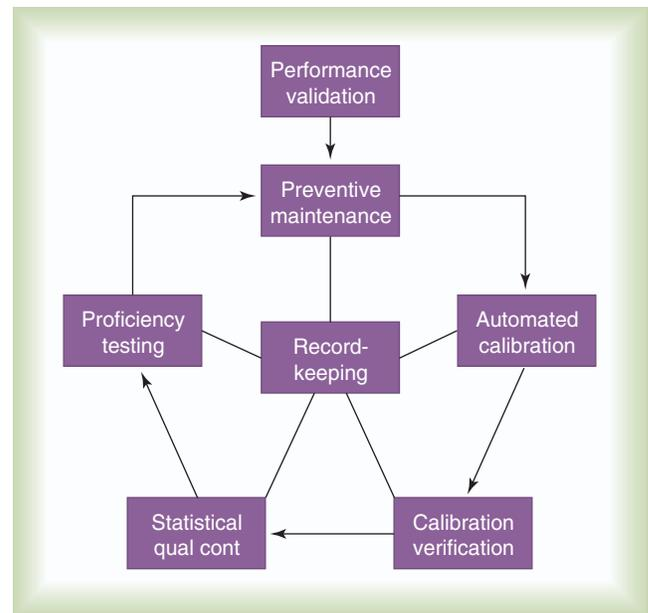 Performance
validation
Preventive
maintenance
Proficiency
testing
Record-
keeping
Automated
calibration
Statistical
qual cont
Calibration
verification